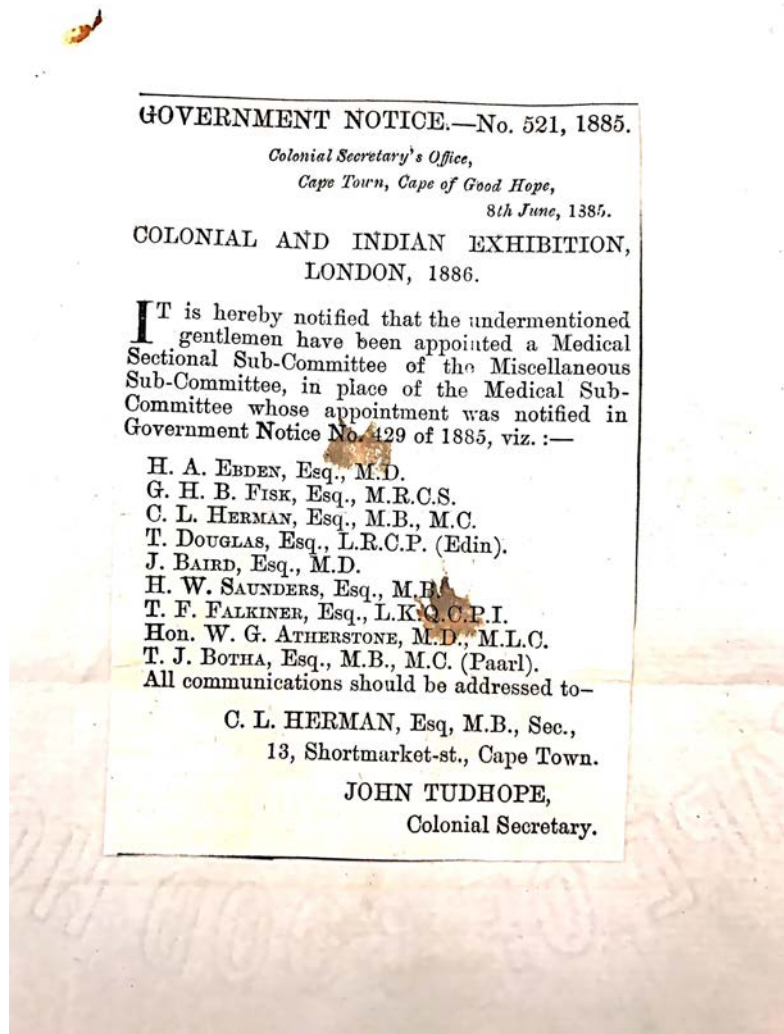 GOVERNMENT NOTICE.—No. 521, 1885.
Colonial Secretary's Office,
Cape Town, Cape of Good Hope,
8th June, 1885.
COLONIAL AND INDIAN EXHIBITION,
LONDON, 1886.
IT is hereby notified that the undermentioned
gentlemen have been appointed a Medical
Sectional Sub-Committee of the Miscellaneous
Sub-Committee, in place of the Medical Sub-
Committee whose appointment was notified in
Government Notice No. 429 of 1885, viz. :—
H. A. EBDEN, Esq., M.D.
G. H. B. FISK, Esq., M.R.C.S.
C. L. HERMAN, Esq., M.B., M.C.
T. DOUGLAS, Esq., L.R.C.P. (Edin).
J. BAIRD, Esq., M.D.
H. W. SAUNDERS, Esq., M.B.
T. F. FALKINER, Esq., L.K.Q.C.P.I.
Hon. W. G. ATHERSTONE, M.D., M.L.C.
T. J. BOTHA, Esq., M.B., M.C. (Paarl).
All communications should be addressed to—
C. L. HERMAN, Esq, M.B., Sec.,
13, Shortmarket-st., Cape Town.
JOHN TUDHOPE,
Colonial Secretary.